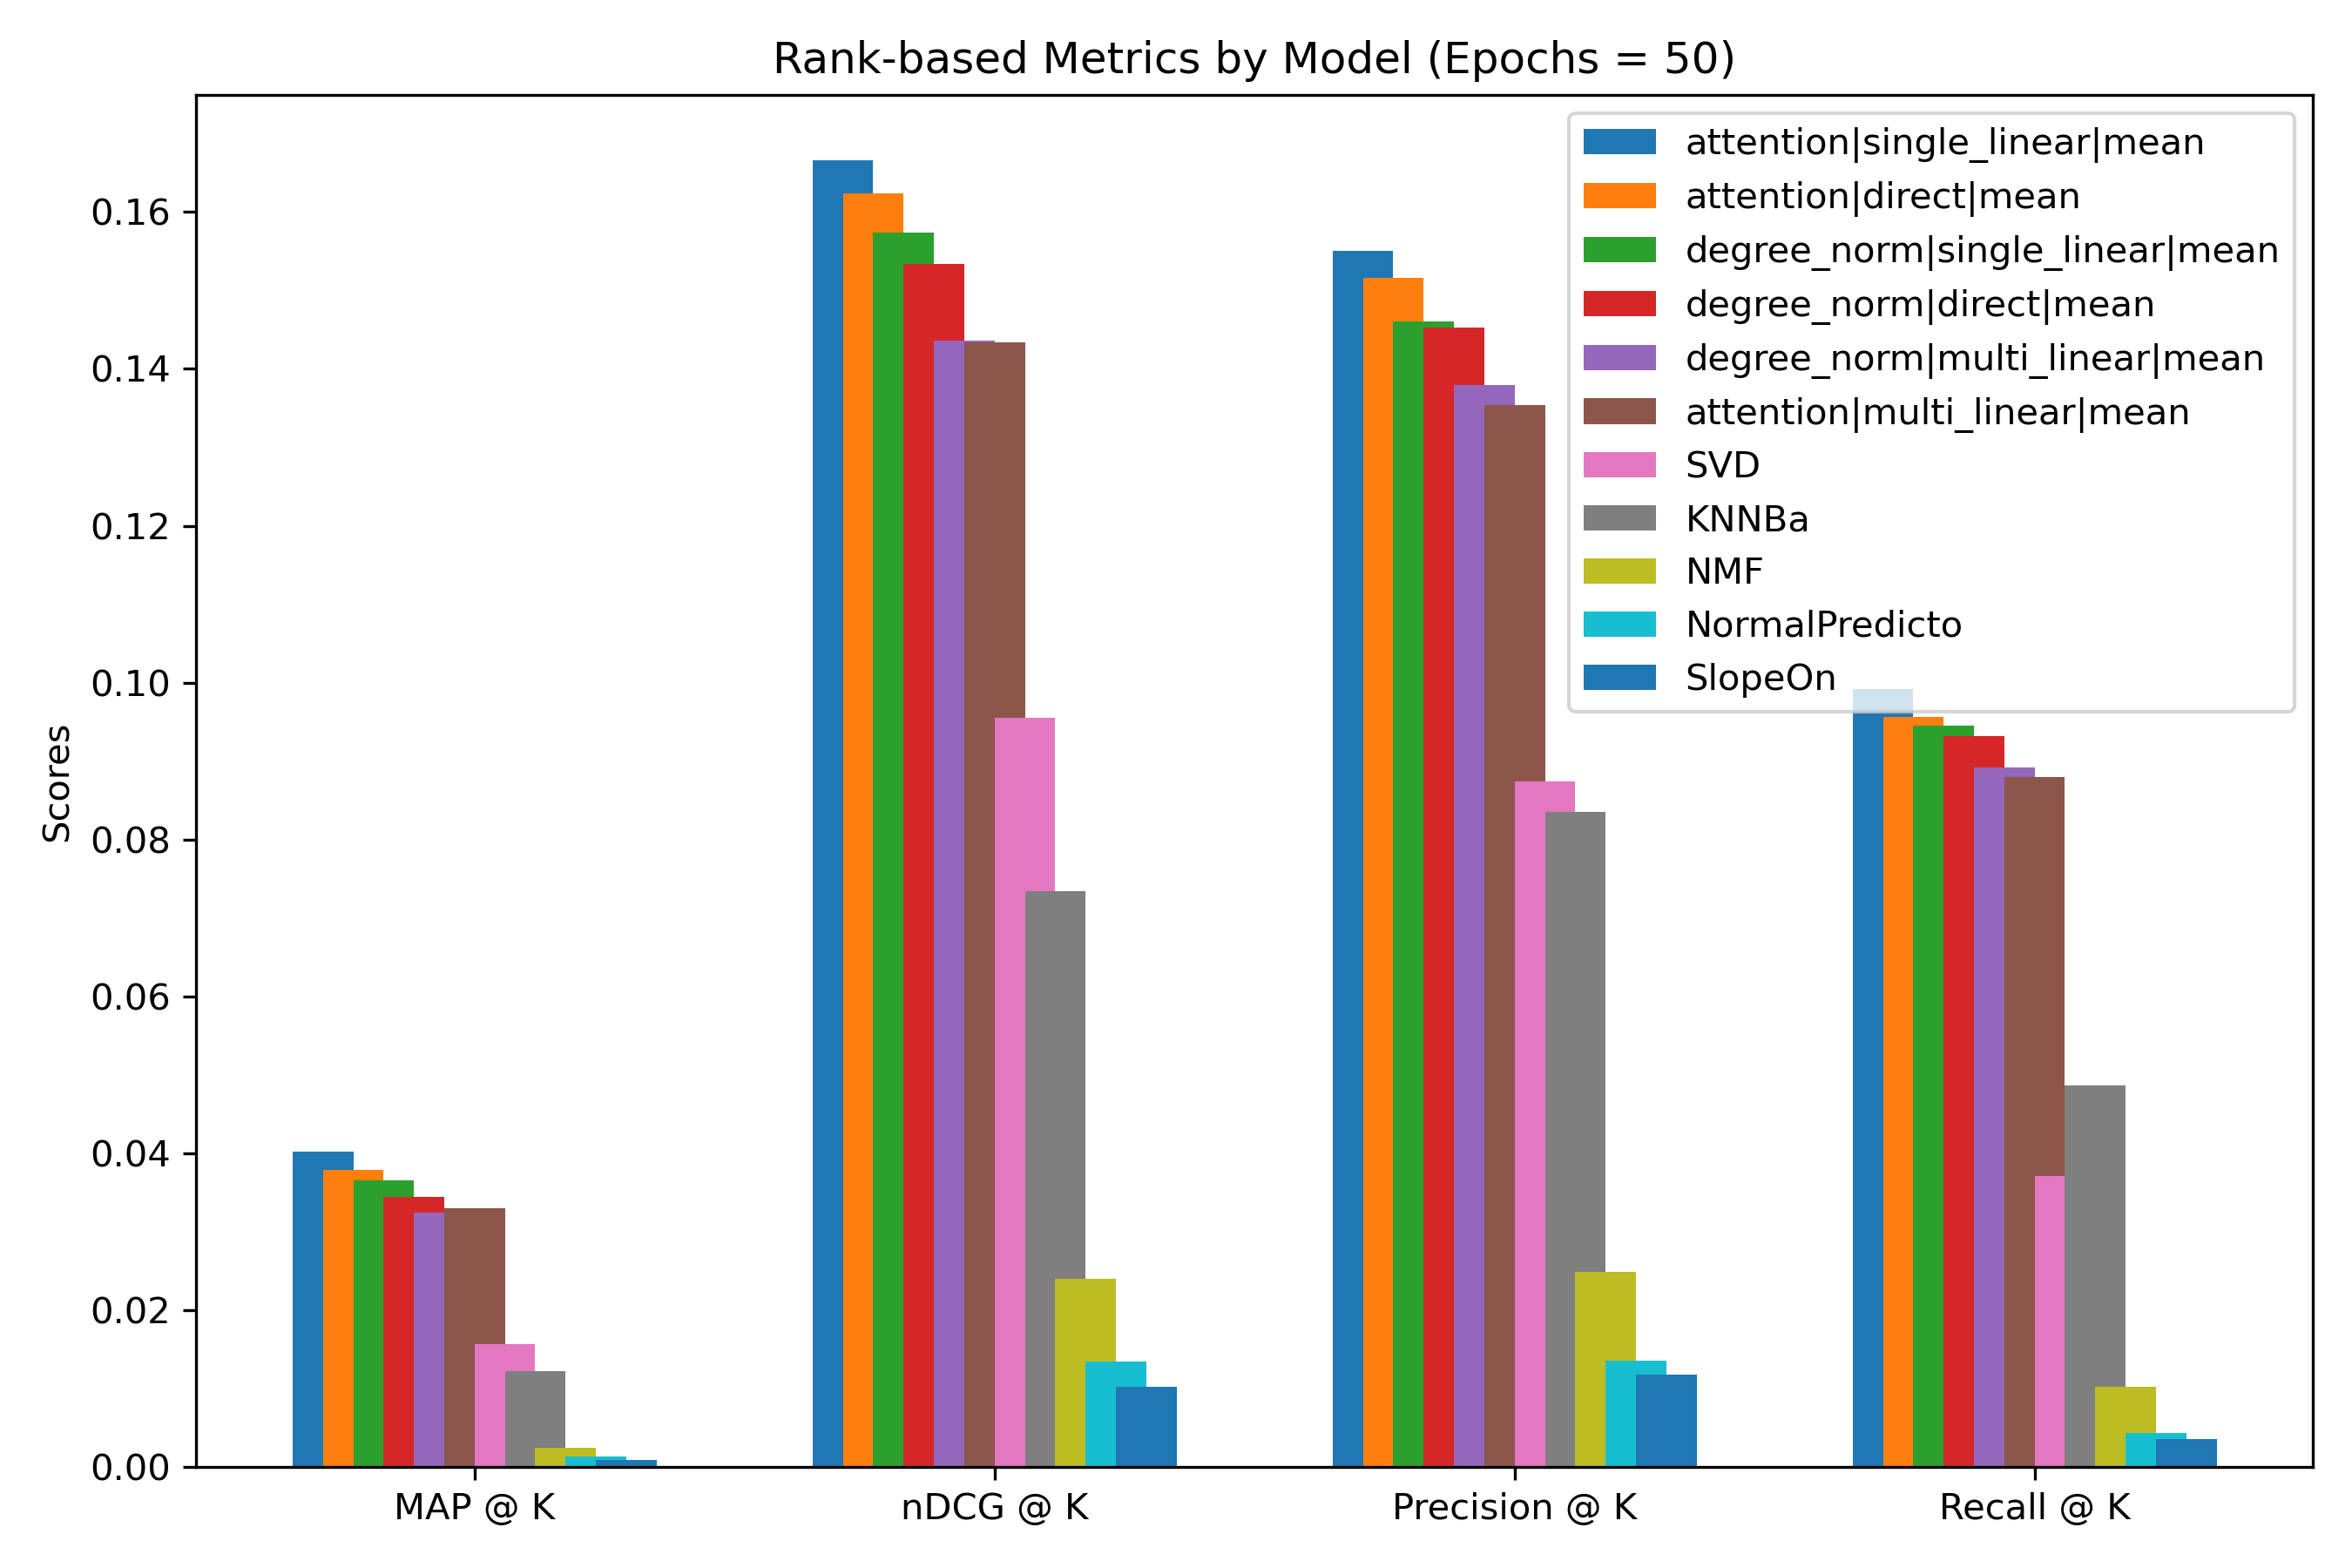 Rank-based Metrics by Model (Epochs = 50)
attention|single_linear|mean
attention|direct|mean
degree_norm|single_linear|mean
degree_norm|direct|mean
degree_norm|multi_linear|mean
attention|multi_linear|mean
SVD
KNNBa
NMF
NormalPredicto
SlopeOn
Scores
0.16
0.14
0.12
0.10
0.08
0.06
0.04
0.02
0.00
MAP @ K
nDCG @ K
Precision @ K
Recall @ K